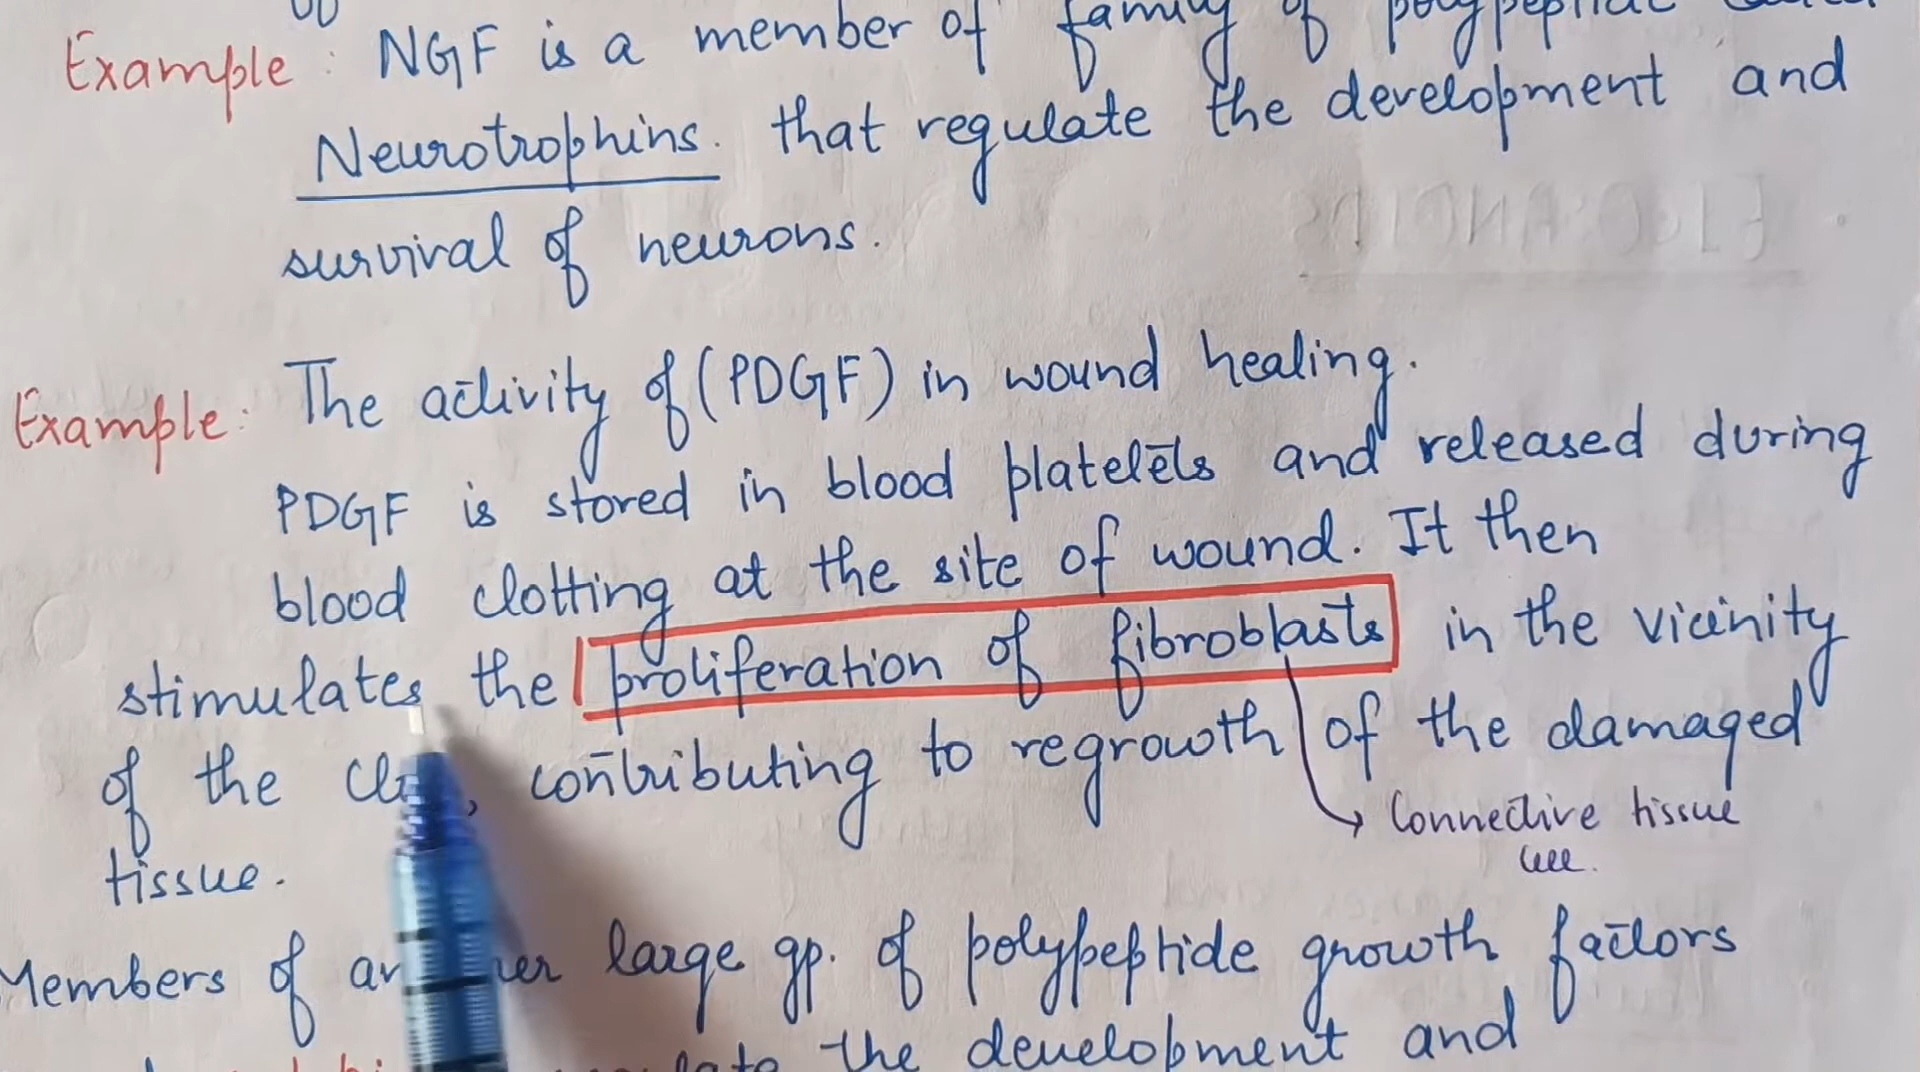 Example: NGF is a member of family of polypeptide
Neurotrophins. that regulate the development and
survival of neurons.
Example: The activity of (PDGF) in wound healing.
PDGF is stored in blood platelets and released during
blood clotting at the site of wound. It then
stimulates the proliferation of fibroblasts in the vicinity
of the contributing to regrowth of the damaged
Connective tissue
cell.
tissue.
Members of large gp. of polypeptide growth factors
the development and